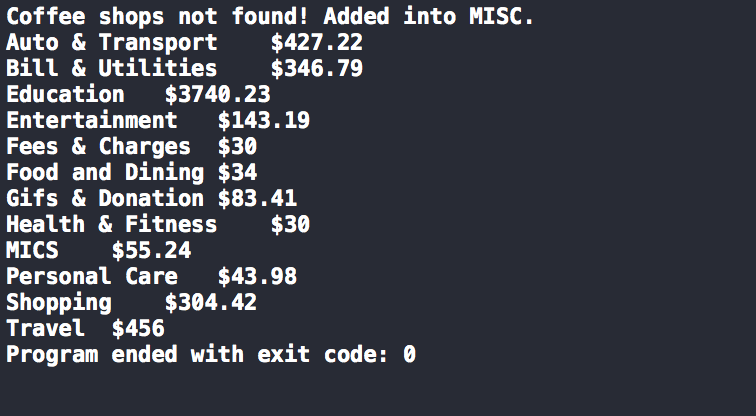 Coffee shops not found! Added into MISC.
Auto & Transport    $427.22
Bill & Utilities    $346.79
Education   $3740.23
Entertainment   $143.19
Fees & Charges  $30
Food and Dining $34
Gifs & Donation $83.41
Health & Fitness    $30
MICS    $55.24
Personal Care   $43.98
Shopping    $304.42
Travel  $456
Program ended with exit code: 0